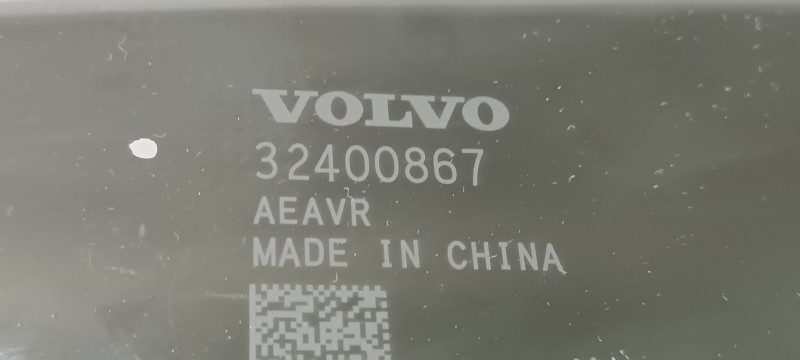 VOLVO
32400867
AEAVR
MADE IN CHINA